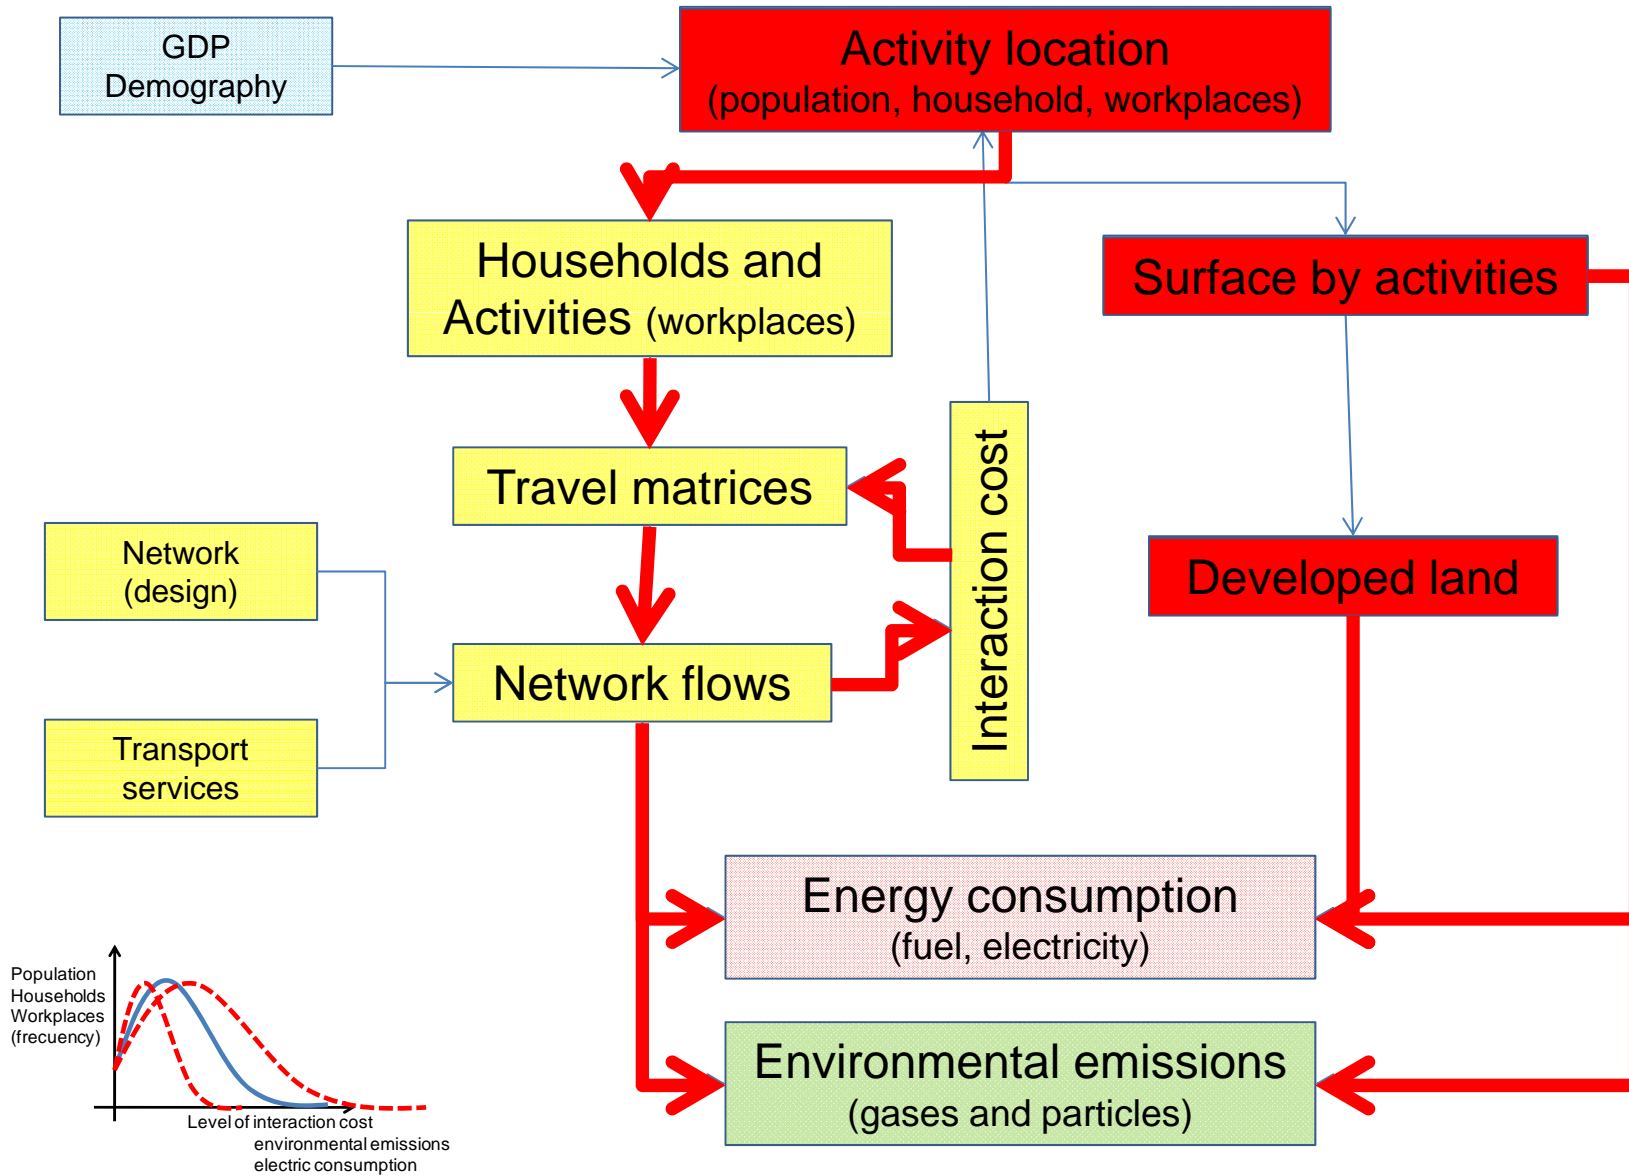 GDP
Demography
Activity location
(population, household, workplaces)
Households and
Activities (workplaces)
Surface by activities
Travel matrices
Interaction cost
Network
(design)
Developed land
Network flows
Transport
services
Energy consumption
(fuel, electricity)
Environmental emissions
(gases and particles)
Population
Households
Workplaces
(frecuency)
Level of interaction cost
environmental emissions
electric consumption